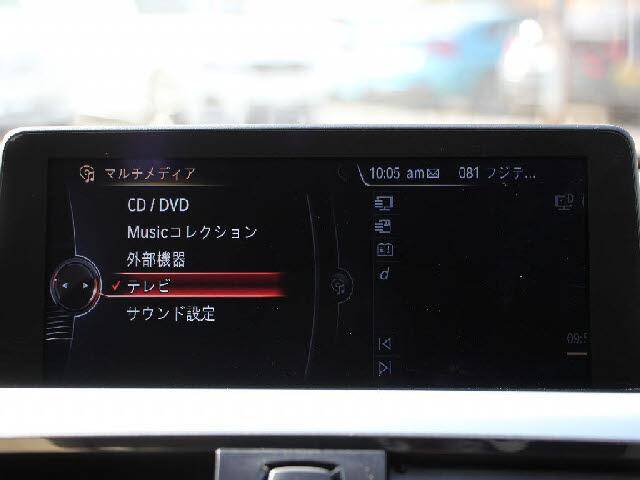 マルチメディア
10:05 am 081 フジテ...
CD / DVD
Musicコレクション
外部機器
テレビ
サウンド設定
d